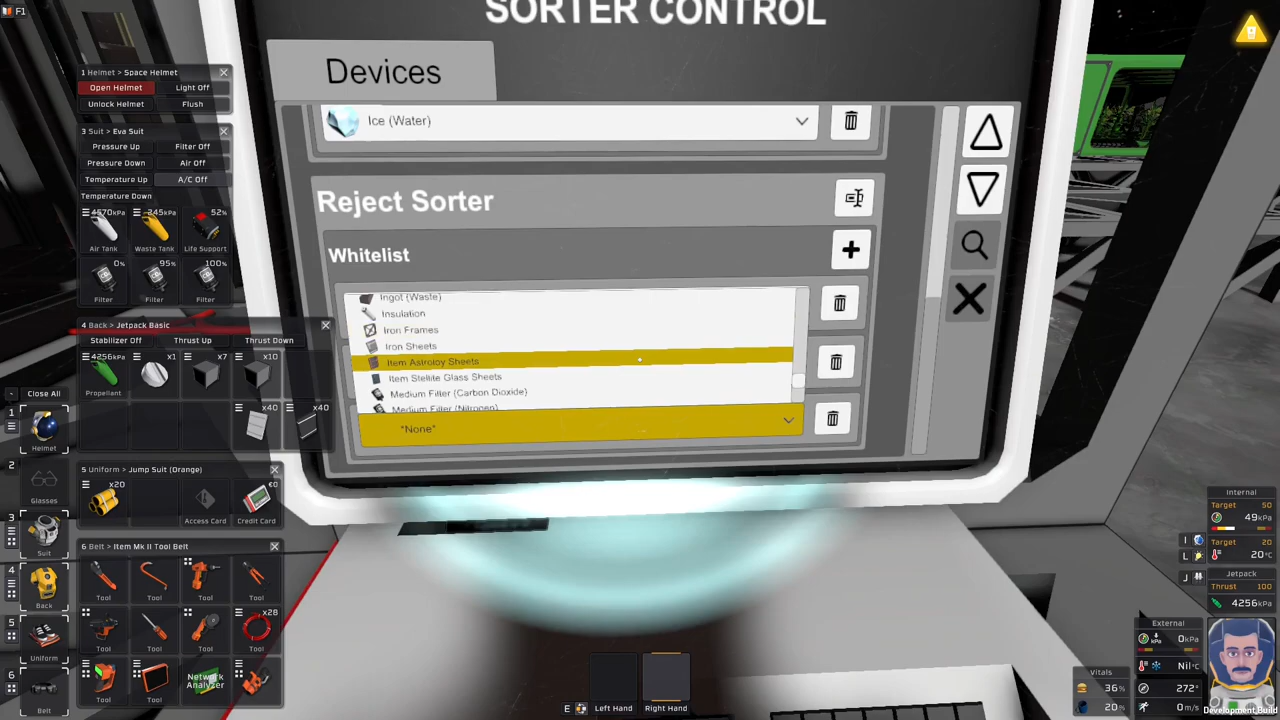 F1
SORTER CONTROL
Devices
Ice (Water)
Reject Sorter
Whitelist
Ingot (Waste)
Insulation
Iron Frames
Iron Sheets
Item Astroloy Sheets
Item Stellite Glass Sheets
Medium Filter (Carbon Dioxide)
Medium Filter (Nitrogen)
*None*
1 Helmet > Space Helmet
Open Helmet
Light Off
Unlock Helmet
Flush
3 Suit > Eva Suit
Pressure Up
Filter Off
Pressure Down
Air Off
Temperature Up
A/C Off
Temperature Down
4570kPa
245kPa
52%
Air Tank
Waste Tank
Life Support
0%
95%
100%
Filter
Filter
Filter
4 Back > Jetpack Basic
Stabilizer Off
Thrust Up
Thrust Down
4256kPa
x1
x7
x10
Propellant
x40
x40
Close All
1
Helmet
2
Glasses
3
Suit
4
Back
5
Uniform
6
Belt
5 Uniform > Jump Suit (Orange)
x20
€0
Access Card
Credit Card
6 Belt > Item Mk II Tool Belt
Tool
Tool
Tool
Tool
x28
Tool
Tool
Tool
Tool
Network
Analyzer
Tool
Tool
Tool
Tool
E
Left Hand
Right Hand
Internal
Target 50
49kPa
Target 20
20°C
I
L
J
Jetpack
Thrust 100
4256kPa
External
0kPa
Nil°C
272°
0m/s
Vitals
36%
20%
Development Build